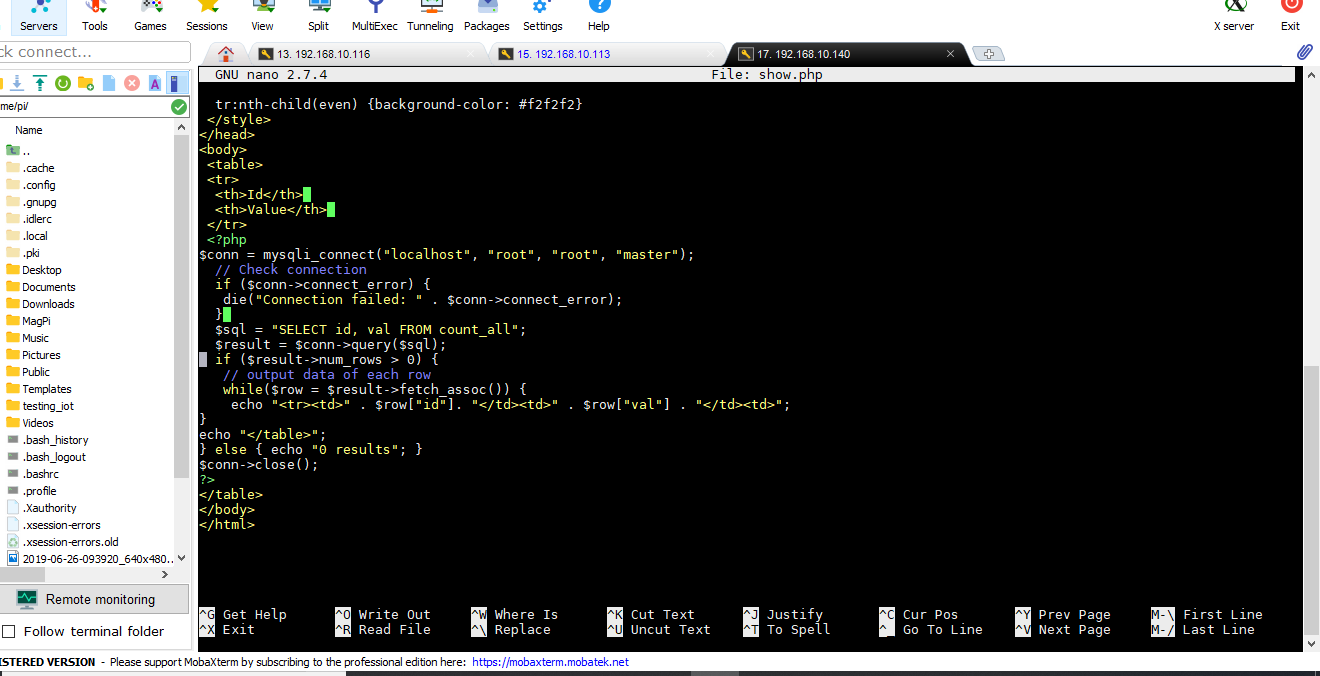 Servers Tools Games Sessions View Split MultiExec Tunneling Packages Settings Help X server Exit
ck connect...
13. 192.168.10.116
15. 192.168.10.113
17. 192.168.10.140
me/pi/
Name
..
.cache
.config
.gnupg
.idlerc
.local
.pki
Desktop
Documents
Downloads
MagPi
Music
Pictures
Public
Templates
testing_iot
Videos
.bash_history
.bash_logout
.bashrc
.profile
.Xauthority
.xsession-errors
.xsession-errors.old
2019-06-26-093920_640x480..
Remote monitoring
Follow terminal folder
GNU nano 2.7.4 File: show.php
tr:nth-child(even) {background-color: #f2f2f2}
</style>
</head>
<body>
<table>
<tr>
<th>Id</th>
<th>Value</th>
</tr>
<?php
$conn = mysqli_connect("localhost", "root", "root", "master");
// Check connection
if ($conn->connect_error) {
die("Connection failed: " . $conn->connect_error);
}
$sql = "SELECT id, val FROM count_all";
$result = $conn->query($sql);
if ($result->num_rows > 0) {
// output data of each row
while($row = $result->fetch_assoc()) {
echo "<tr><td>" . $row["id"]. "</td><td>" . $row["val"] . "</td><td>";
}
echo "</table>";
} else { echo "0 results"; }
$conn->close();
?>
</table>
</body>
</html>
^G Get Help ^O Write Out ^W Where Is ^K Cut Text ^J Justify ^C Cur Pos ^Y Prev Page M-\ First Line
^X Exit ^R Read File ^\ Replace ^U Uncut Text ^T To Spell ^_ Go To Line ^V Next Page M-/ Last Line
ISTERED VERSION - Please support MobaXterm by subscribing to the professional edition here: https://mobaxterm.mobatek.net